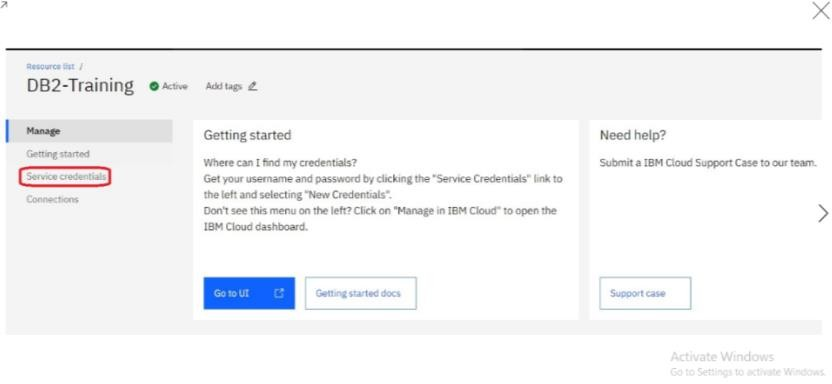 Resource list /
DB2-Training Active Add tags
Manage
Getting started
Service credentials
Connections
Getting started
Where can I find my credentials?
Get your username and password by clicking the "Service Credentials" link to
the left and selecting "New Credentials".
Don't see this menu on the left? Click on "Manage in IBM Cloud" to open the
IBM Cloud dashboard.
Go to UI
Getting started docs
Need help?
Submit a IBM Cloud Support Case to our team.
Support case
Activate Windows
Go to Settings to activate Windows.